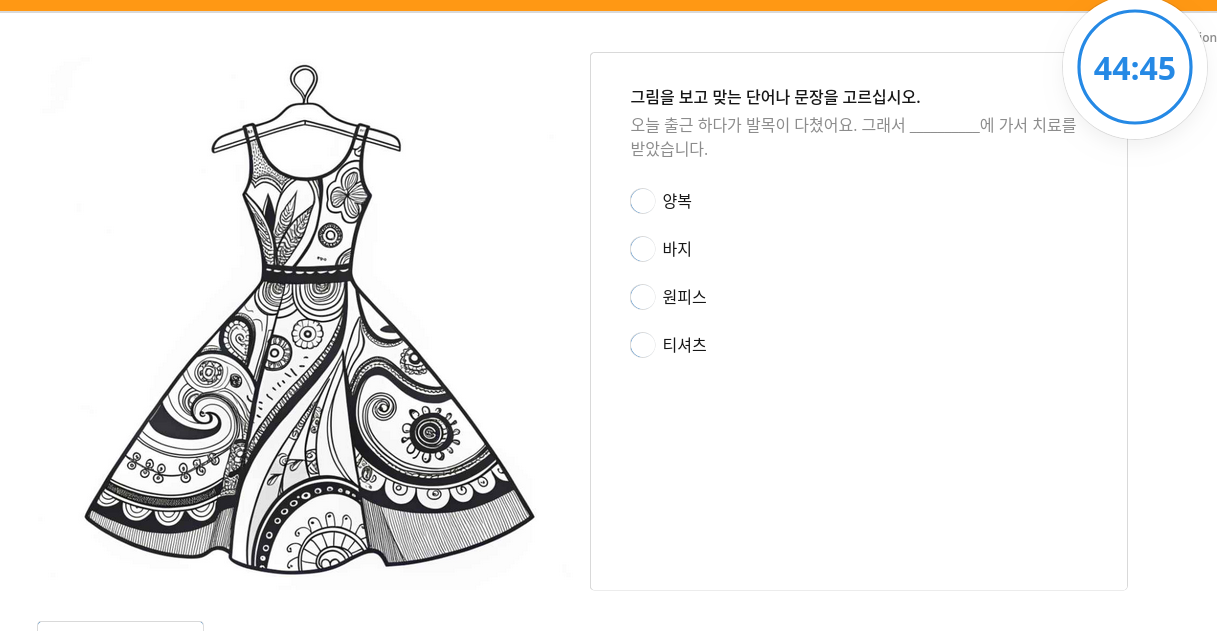 44:45
그림을 보고 맞는 단어나 문장을 고르십시오.
오늘 출근 하다가 발목이 다쳤어요. 그래서 _________에 가서 치료를
받았습니다.
양복
바지
원피스
티셔츠